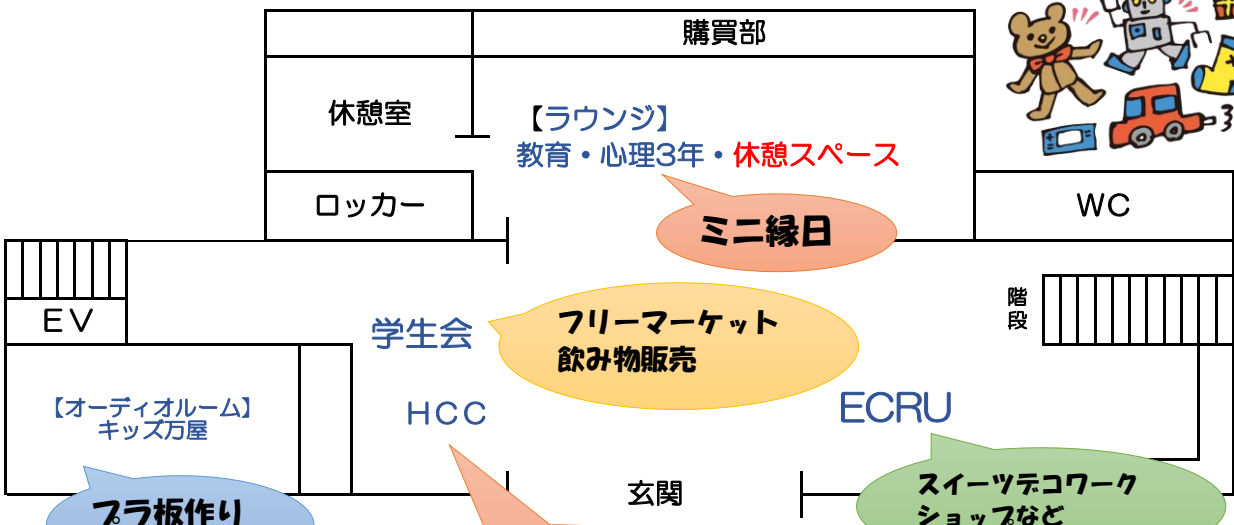 購買部
休憩室
【ラウンジ】
教育・心理3年・休憩スペース
ロッカー
ミニ縁日
WC
EV
学生会
フリーマーケット
飲み物販売
階段
【オーディオルーム】
キッズ万屋
HCC
ECRU
プラ板作り
玄関
スイーツデコワーク
ショップなど